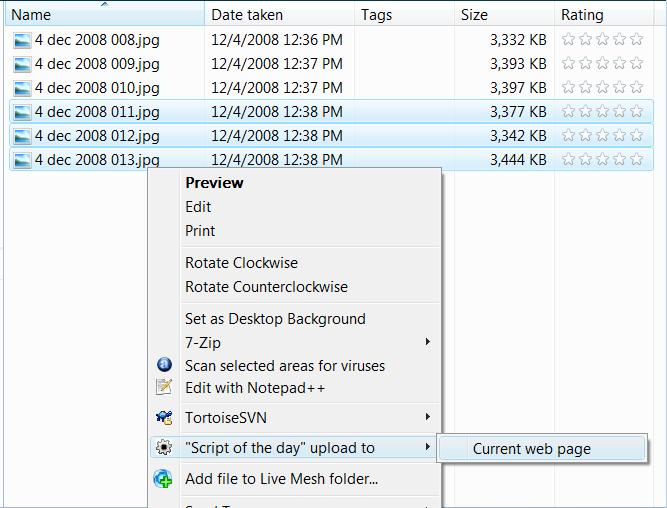 Name Date taken Tags Size Rating
4 dec 2008 008.jpg 12/4/2008 12:36 PM 3,332 KB
4 dec 2008 009.jpg 12/4/2008 12:37 PM 3,393 KB
4 dec 2008 010.jpg 12/4/2008 12:37 PM 3,397 KB
4 dec 2008 011.jpg 12/4/2008 12:38 PM 3,377 KB
4 dec 2008 012.jpg 12/4/2008 12:38 PM 3,342 KB
4 dec 2008 013.jpg 12/4/2008 12:38 PM 3,444 KB
Preview
Edit
Print
Rotate Clockwise
Rotate Counterclockwise
Set as Desktop Background
7-Zip
Scan selected areas for viruses
Edit with Notepad++
TortoiseSVN
"Script of the day" upload to Current web page
Add file to Live Mesh folder...